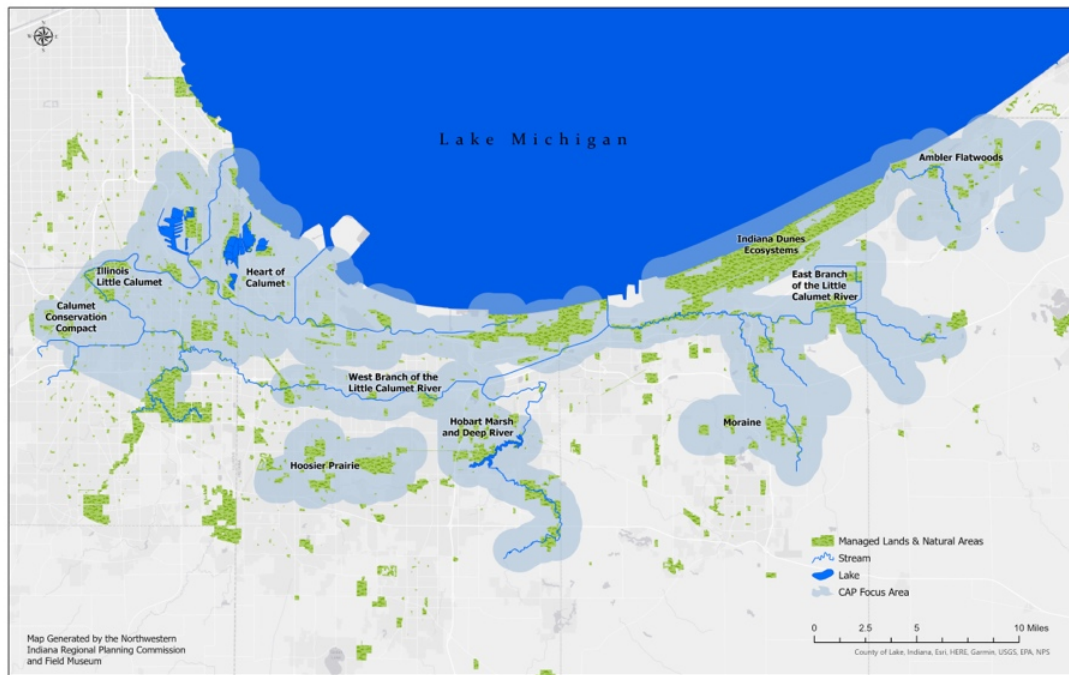 Lake Michigan
Ambler Flatwoods
Indiana Dunes
Ecosystems
East Branch
of the Little
Calumet River
Illinois
Little Calumet
Heart of
Calumet
Calumet
Conservation
Compact
West Branch of the
Little Calumet River
Hobart Marsh
and Deep River
Moraine
Hoosier Prairie
Managed Lands & Natural Areas
Stream
Lake
CAP Focus Area
0 2.5 5 10 Miles
County of Lake, Indiana, Esri, HERE, Garmin, USGS, EPA, NPS
Map Generated by the Northwestern
Indiana Regional Planning Commission
and Field Museum